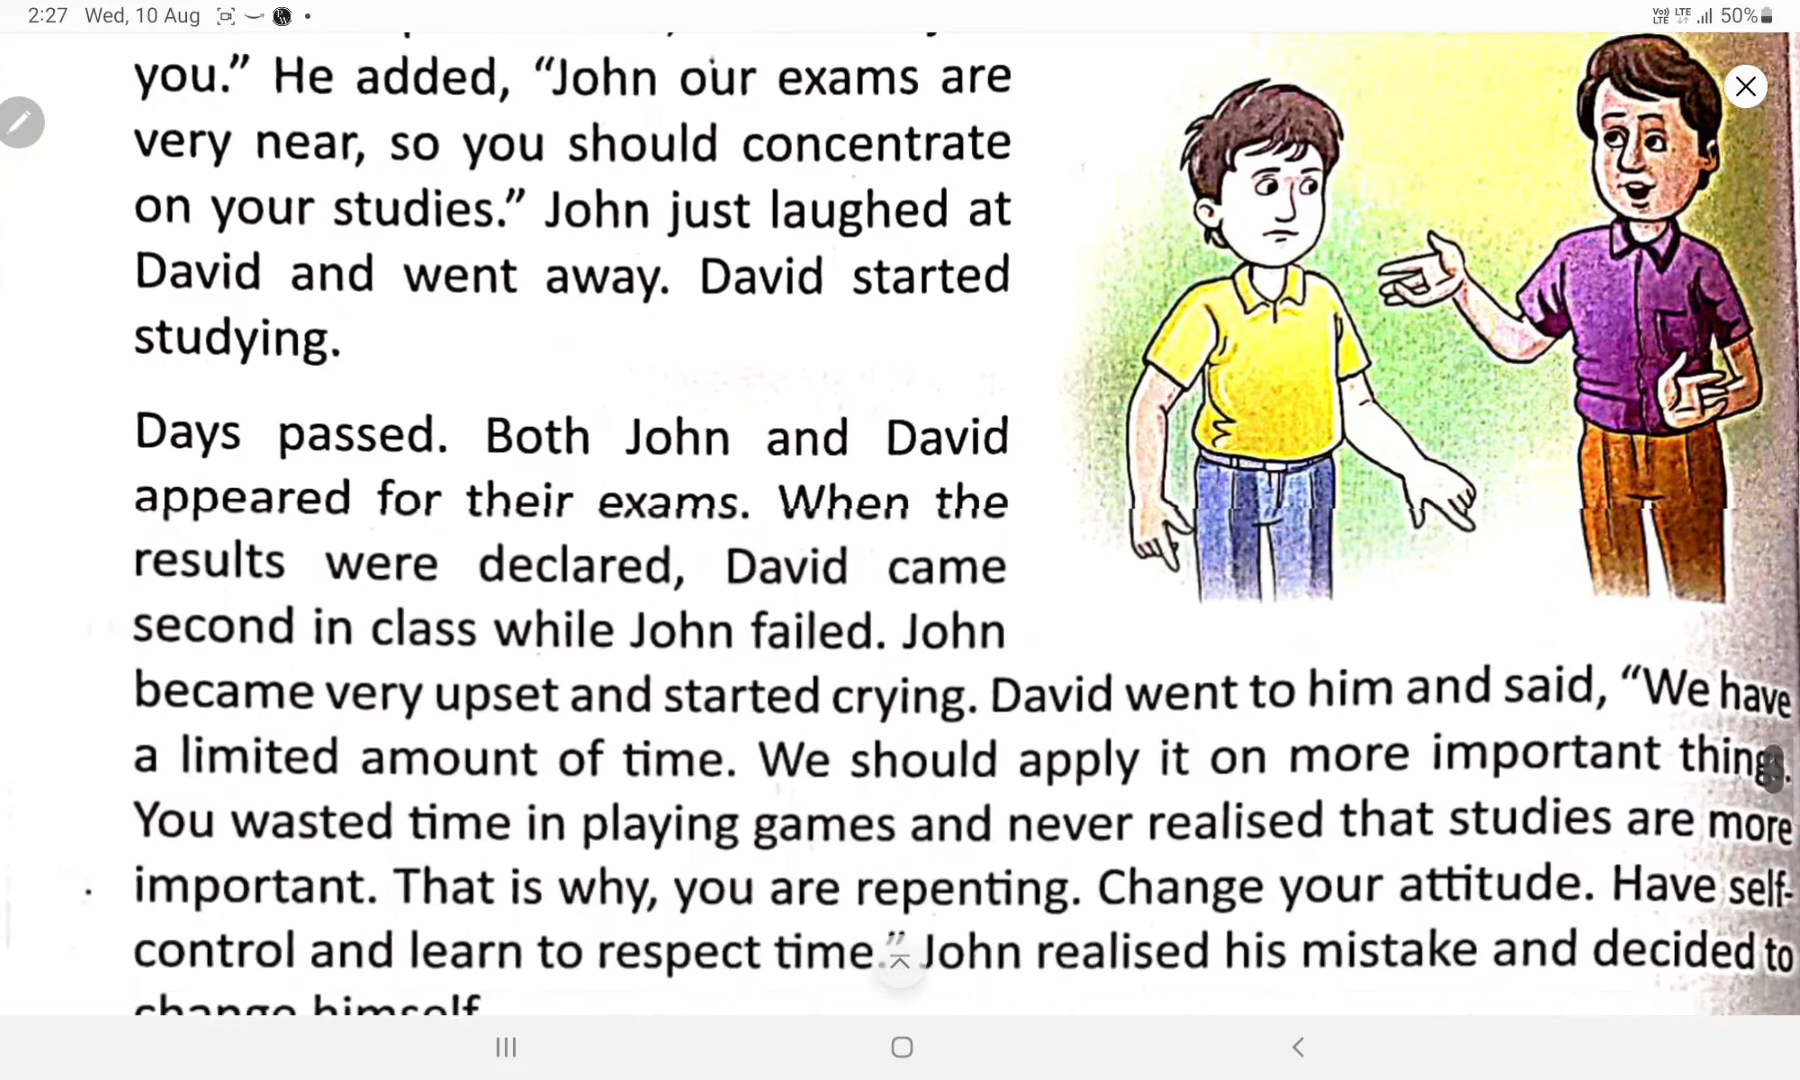 2:27 Wed, 10 Aug
Vo))
LTE LTE 50%
you.” He added, “John our exams are
very near, so you should concentrate
on your studies.” John just laughed at
David and went away. David started
studying.
Days passed. Both John and David
appeared for their exams. When the
results were declared, David came
second in class while John failed. John
became very upset and started crying. David went to him and said, “We have
a limited amount of time. We should apply it on more important things.
You wasted time in playing games and never realised that studies are more
important. That is why, you are repenting. Change your attitude. Have self-
control and learn to respect time.” John realised his mistake and decided to
change himself.